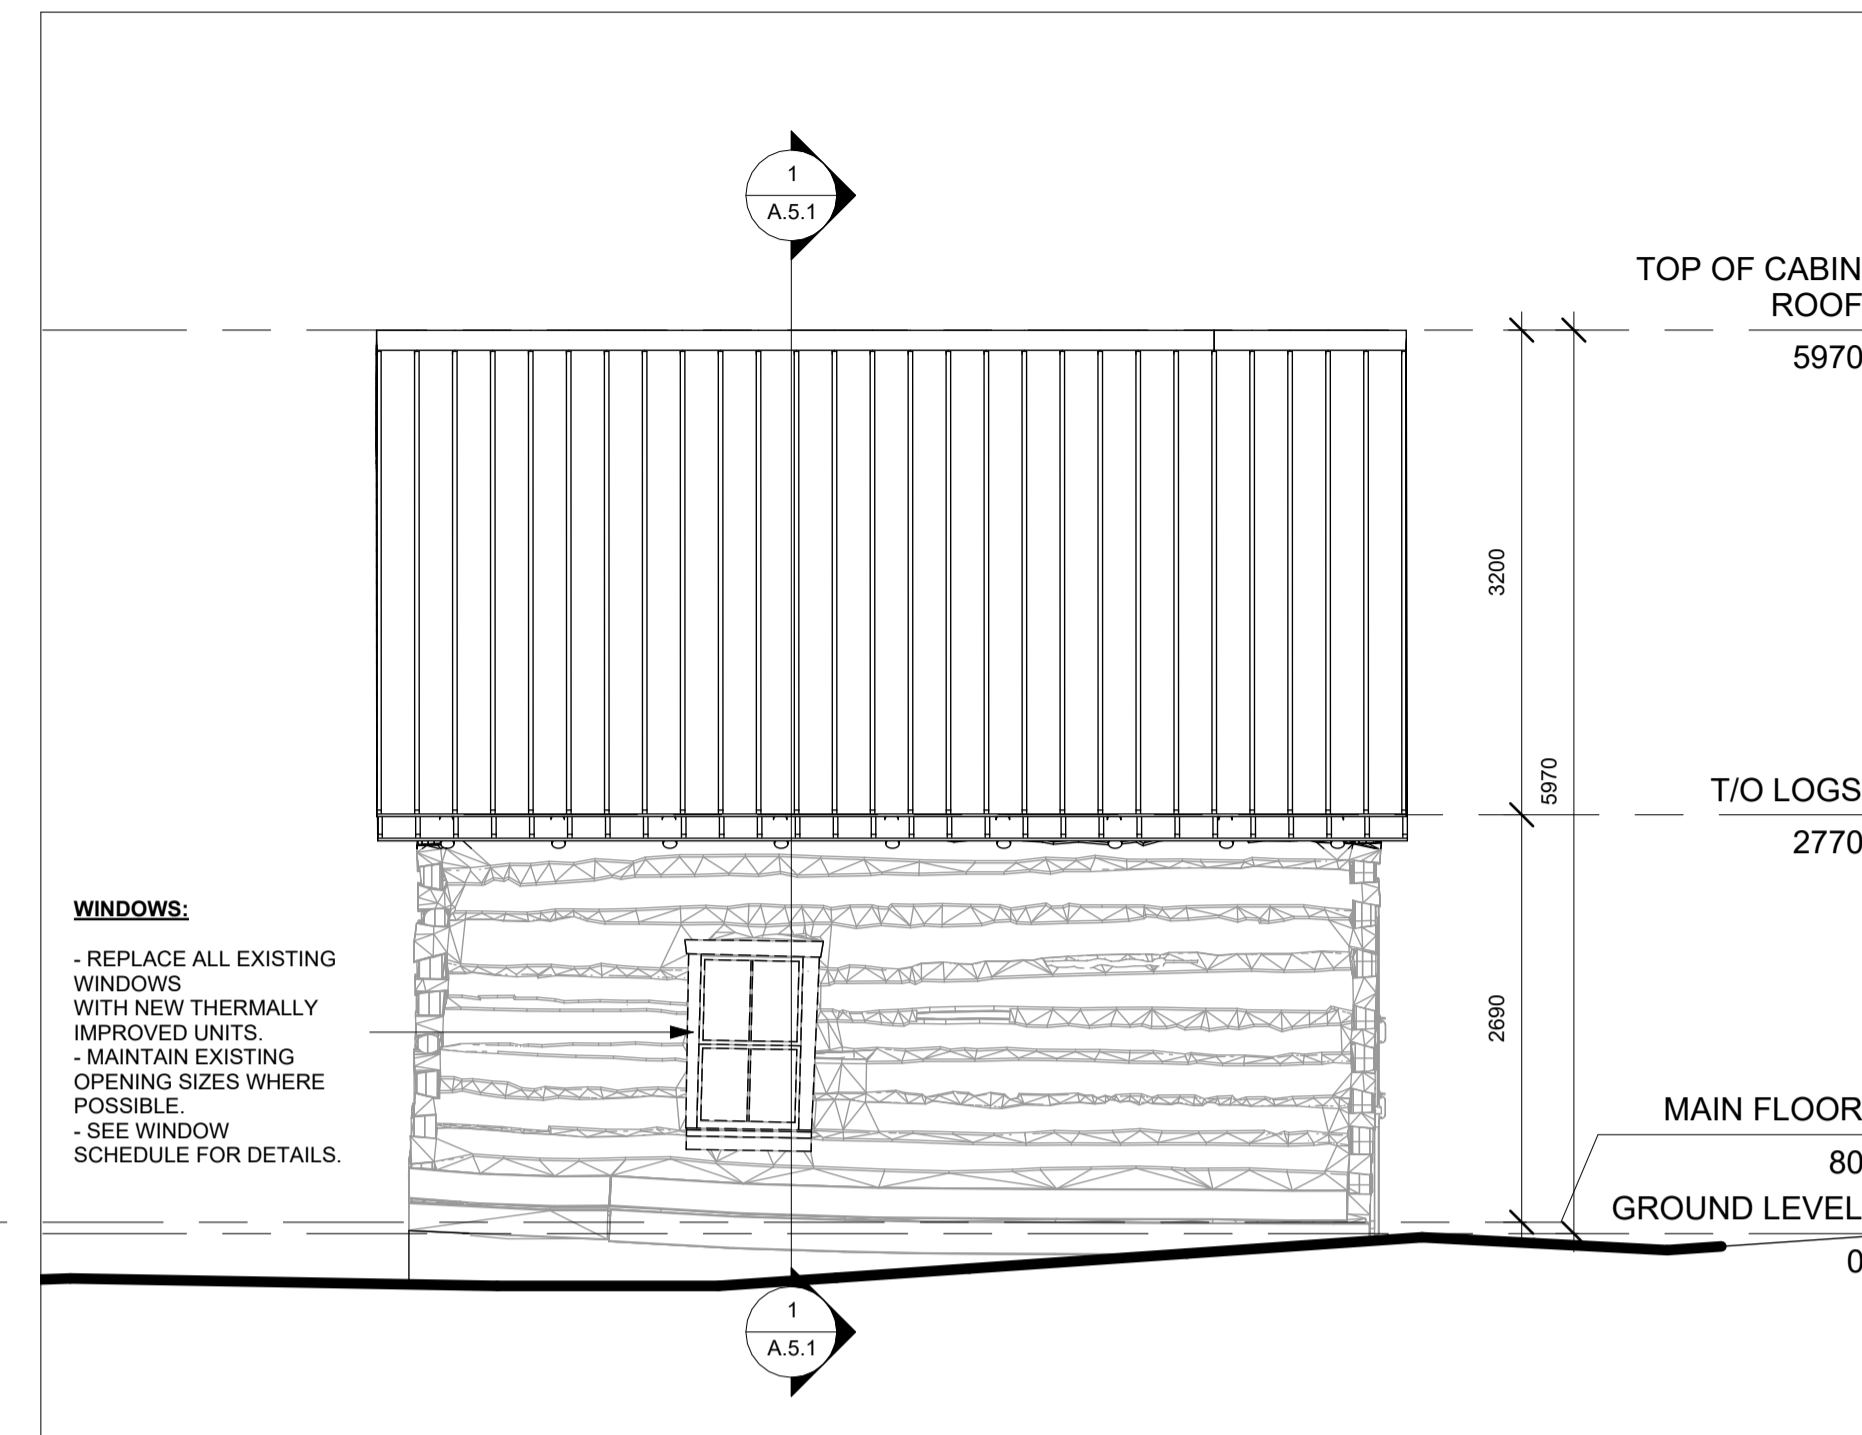 1
A.5.1
TOP OF CABIN
ROOF
5970
3200
5970
T/O LOGS
2770
WINDOWS:
- REPLACE ALL EXISTING
WINDOWS
WITH NEW THERMALLY
IMPROVED UNITS.
- MAINTAIN EXISTING
OPENING SIZES WHERE
POSSIBLE.
- SEE WINDOW
SCHEDULE FOR DETAILS.
2690
MAIN FLOOR
80
GROUND LEVEL
0
1
A.5.1